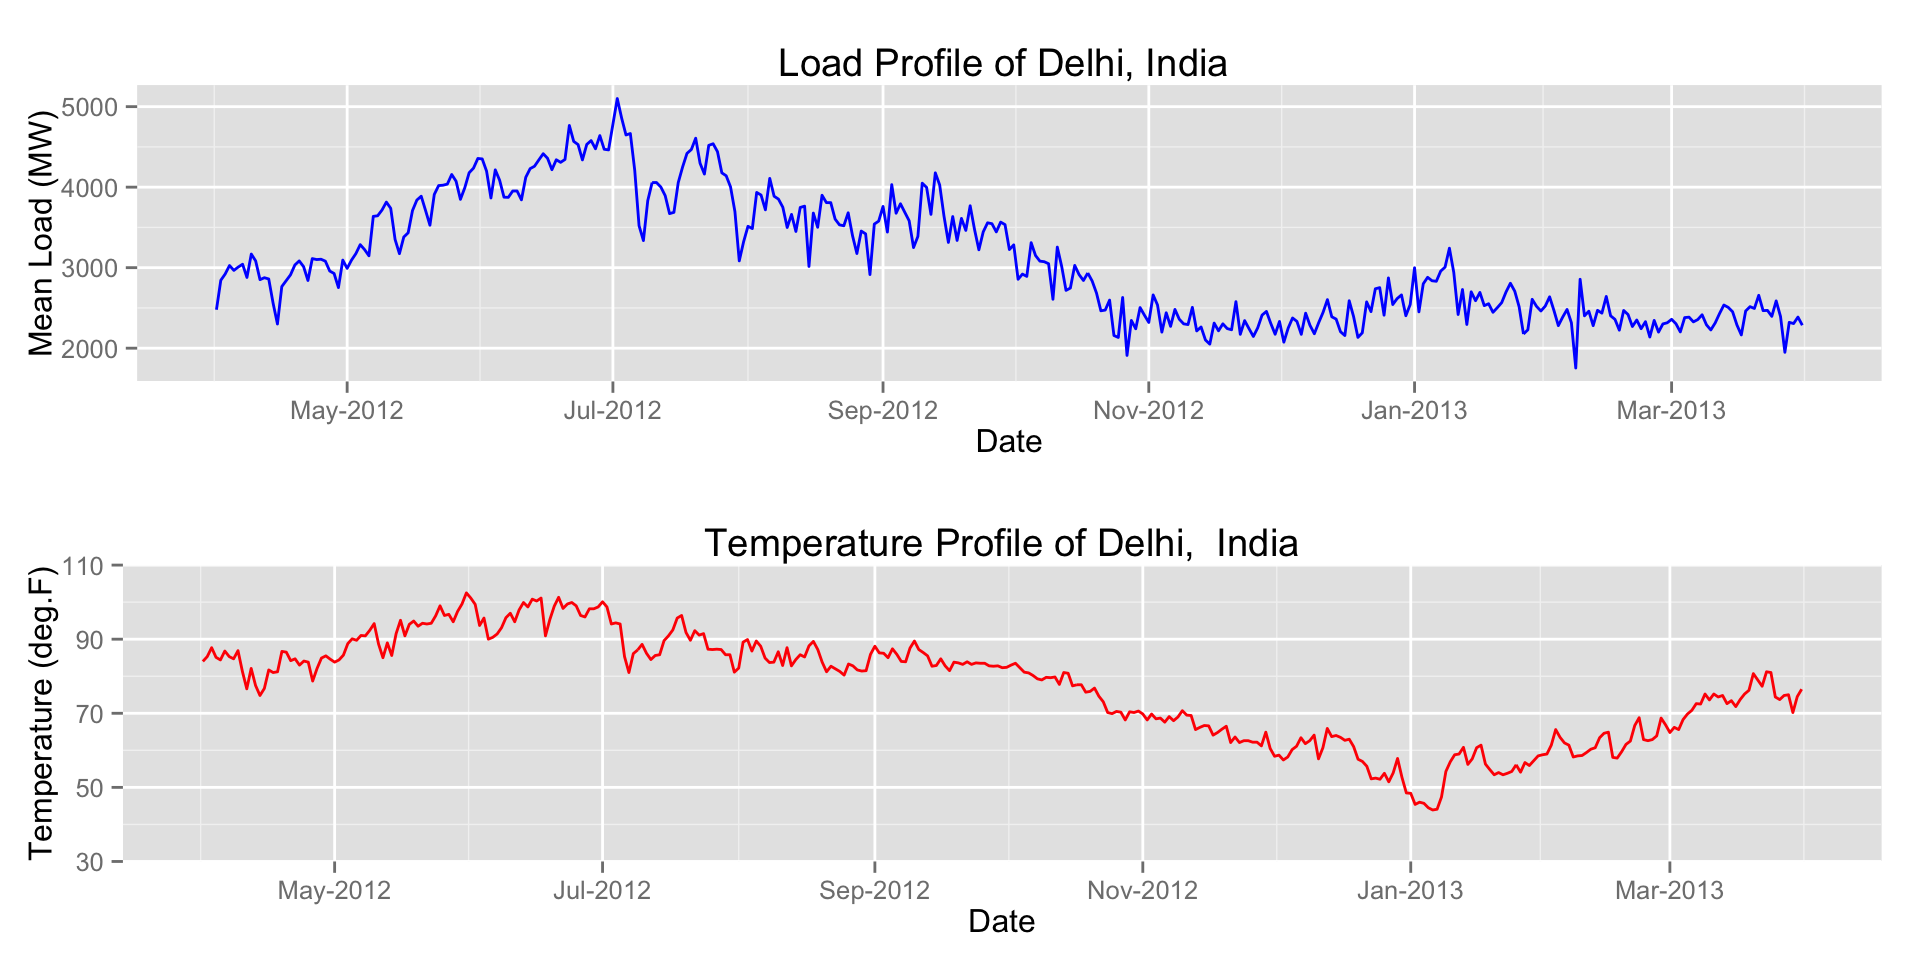 Load Profile of Delhi, India
Mean Load (MW)
5000
4000
3000
2000
May-2012 Jul-2012 Sep-2012 Nov-2012 Jan-2013 Mar-2013
Date
Temperature Profile of Delhi,  India
Temperature (deg.F)
110
90
70
50
30
May-2012 Jul-2012 Sep-2012 Nov-2012 Jan-2013 Mar-2013
Date